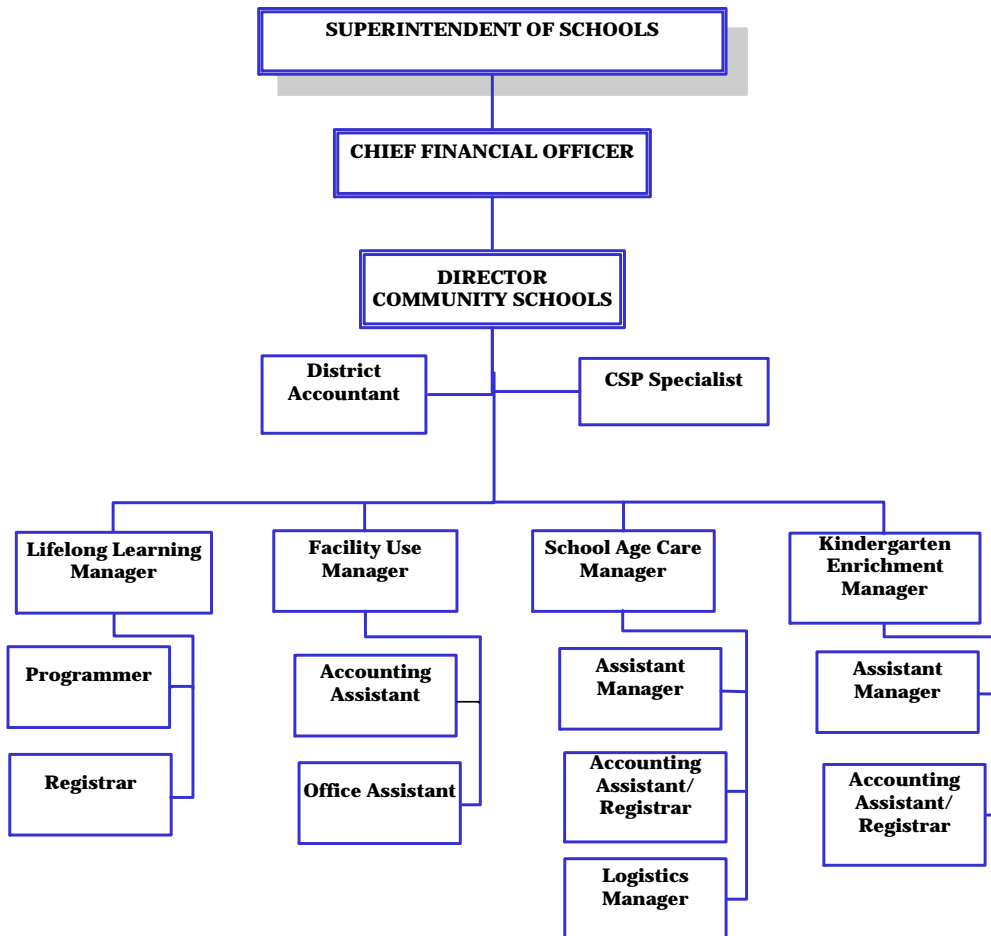 SUPERINTENDENT OF SCHOOLS
CHIEF FINANCIAL OFFICER
DIRECTOR
COMMUNITY SCHOOLS
District
Accountant
CSP Specialist
Lifelong Learning
Manager
Facility Use
Manager
School Age Care
Manager
Kindergarten
Enrichment
Manager
Programmer
Registrar
Accounting
Assistant
Office Assistant
Assistant
Manager
Accounting
Assistant/
Registrar
Logistics
Manager
Assistant
Manager
Accounting
Assistant/
Registrar